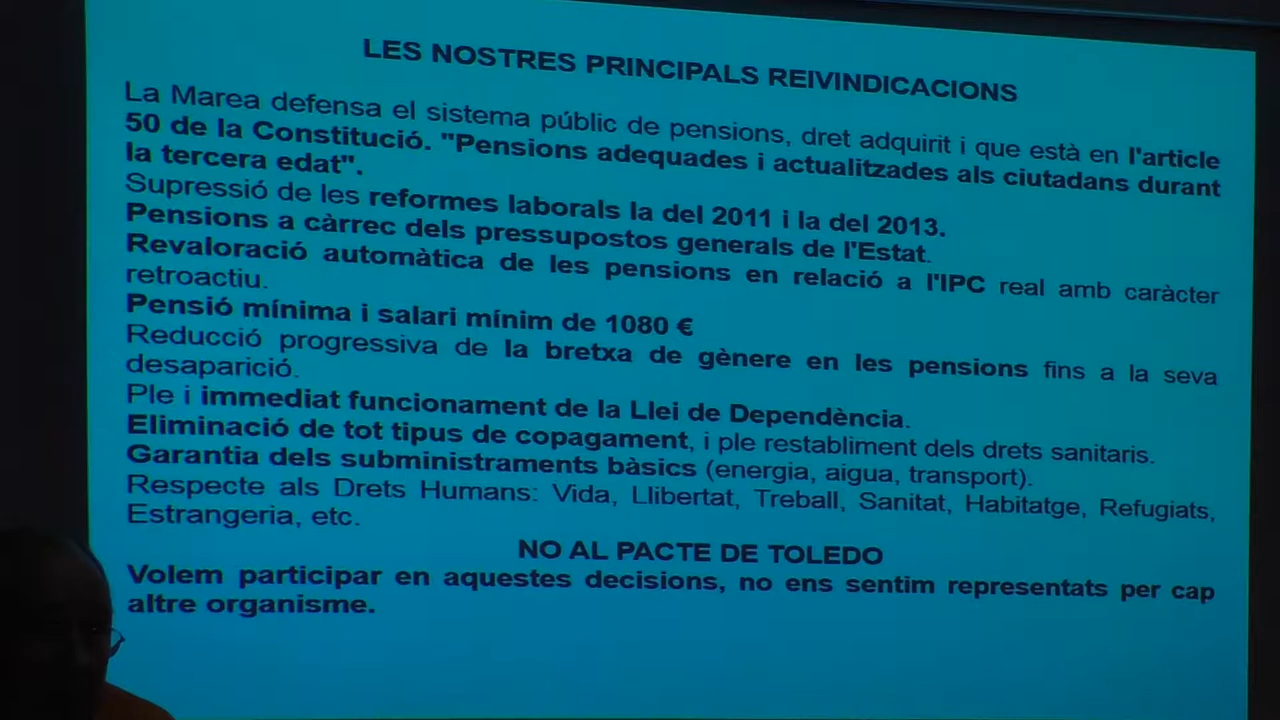 LES NOSTRES PRINCIPALS REIVINDICACIONS
La Marea defensa el sistema públic de pensions, dret adquirit i que està en l'article
50 de la Constitució. "Pensions adequades i actualitzades als ciutadans durant
la tercera edat".
Supressió de les reformes laborals la del 2011 i la del 2013.
Pensions a càrrec dels pressupostos generals de l'Estat.
Revaloració automàtica de les pensions en relació a l'IPC real amb caràcter
retroactiu.
Pensió mínima i salari mínim de 1080 €
Reducció progressiva de la bretxa de gènere en les pensions fins a la seva
desaparició.
Ple i immediat funcionament de la Llei de Dependència.
Eliminació de tot tipus de copagament, i ple restabliment dels drets sanitaris.
Garantia dels subministraments bàsics (energia, aigua, transport).
Respecte als Drets Humans: Vida, Llibertat, Treball, Sanitat, Habitatge, Refugiats,
Estrangeria, etc.
NO AL PACTE DE TOLEDO
Volem participar en aquestes decisions, no ens sentim representats per cap
altre organisme.